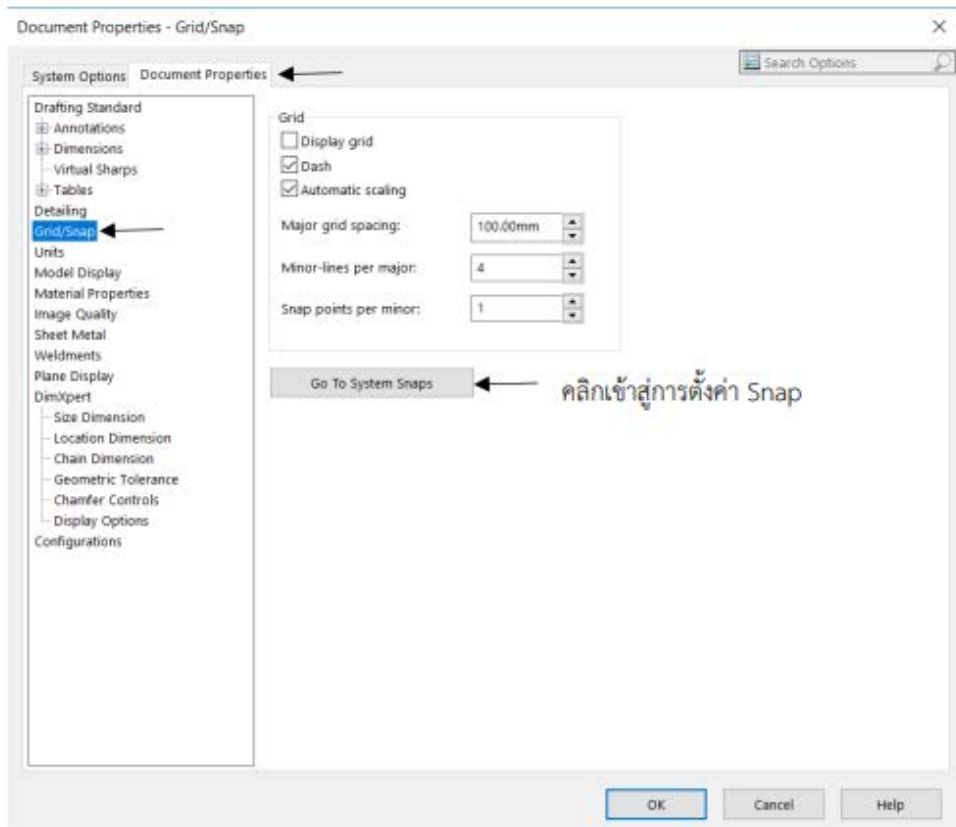 Document Properties - Grid/Snap
Search Options
System Options Document Properties
Drafting Standard
Annotations
Dimensions
Virtual Sharps
Tables
Detailing
Grid/Snap
Units
Model Display
Material Properties
Image Quality
Sheet Metal
Weldments
Plane Display
DimXpert
Size Dimension
Location Dimension
Chain Dimension
Geometric Tolerance
Chamfer Controls
Display Options
Configurations
Grid
Display grid
Dash
Automatic scaling
Major grid spacing: 100.00mm
Minor-lines per major: 4
Snap points per minor: 1
Go To System Snaps
คลิกเข้าสู่การตั้งค่า Snap
OK Cancel Help